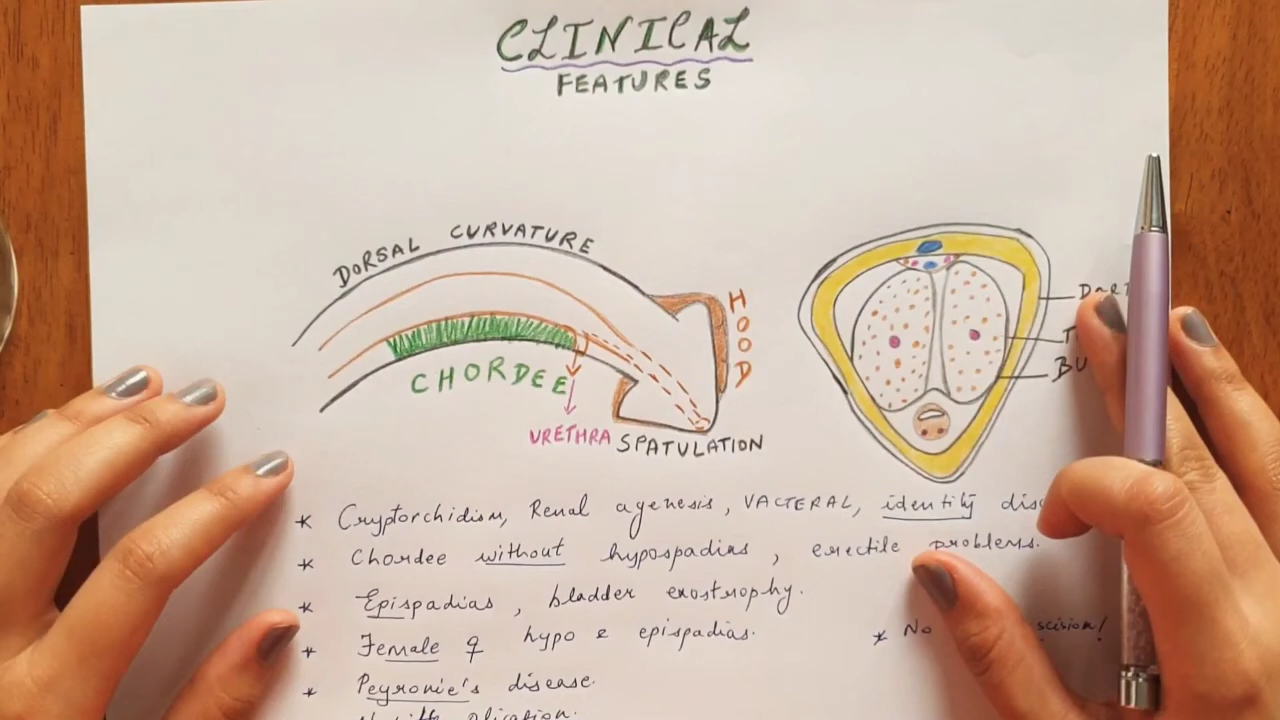 CLINICAL
FEATURES
DORSAL CURVATURE
HOOD
CHORDEE
URETHRA
SPATULATION
* Cryptorchidism, Renal agenesis, VACTERAL, identity
* Chordee without hypospadias, erectile problems.
* Epispadias, bladder exostrophy.
* Female ♀ hypo & epispadias.
* No
* Peyronie's disease.
plication.